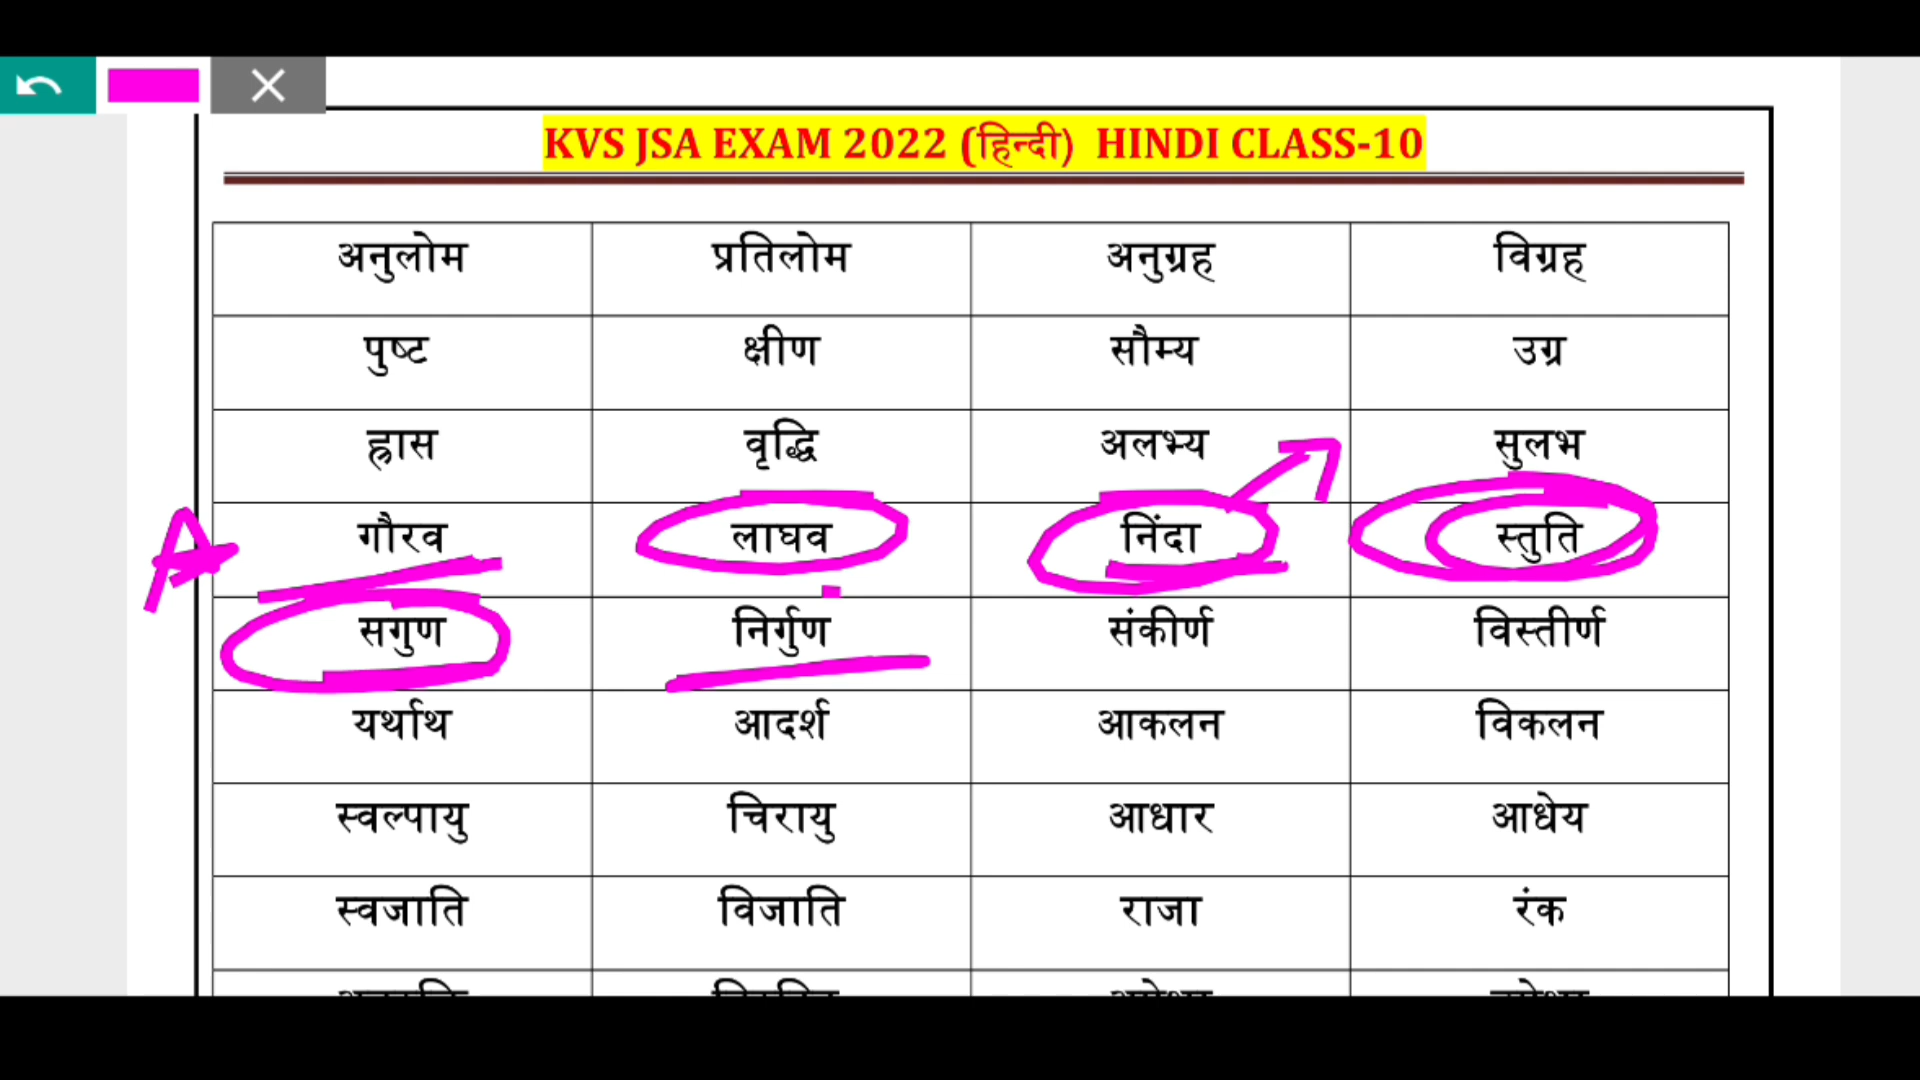 KVS JSA EXAM 2022 (हिन्दी) HINDI CLASS-10
अनुलोम प्रतिलोम अनुग्रह विग्रह
पुष्ट क्षीण सौम्य उग्र
ह्रास वृद्धि अलभ्य सुलभ
गौरव लाघव निंदा स्तुति
सगुण निर्गुण संकीर्ण विस्तीर्ण
यर्थाथ आदर्श आकलन विकलन
स्वल्पायु चिरायु आधार आधेय
स्वजाति विजाति राजा रंक